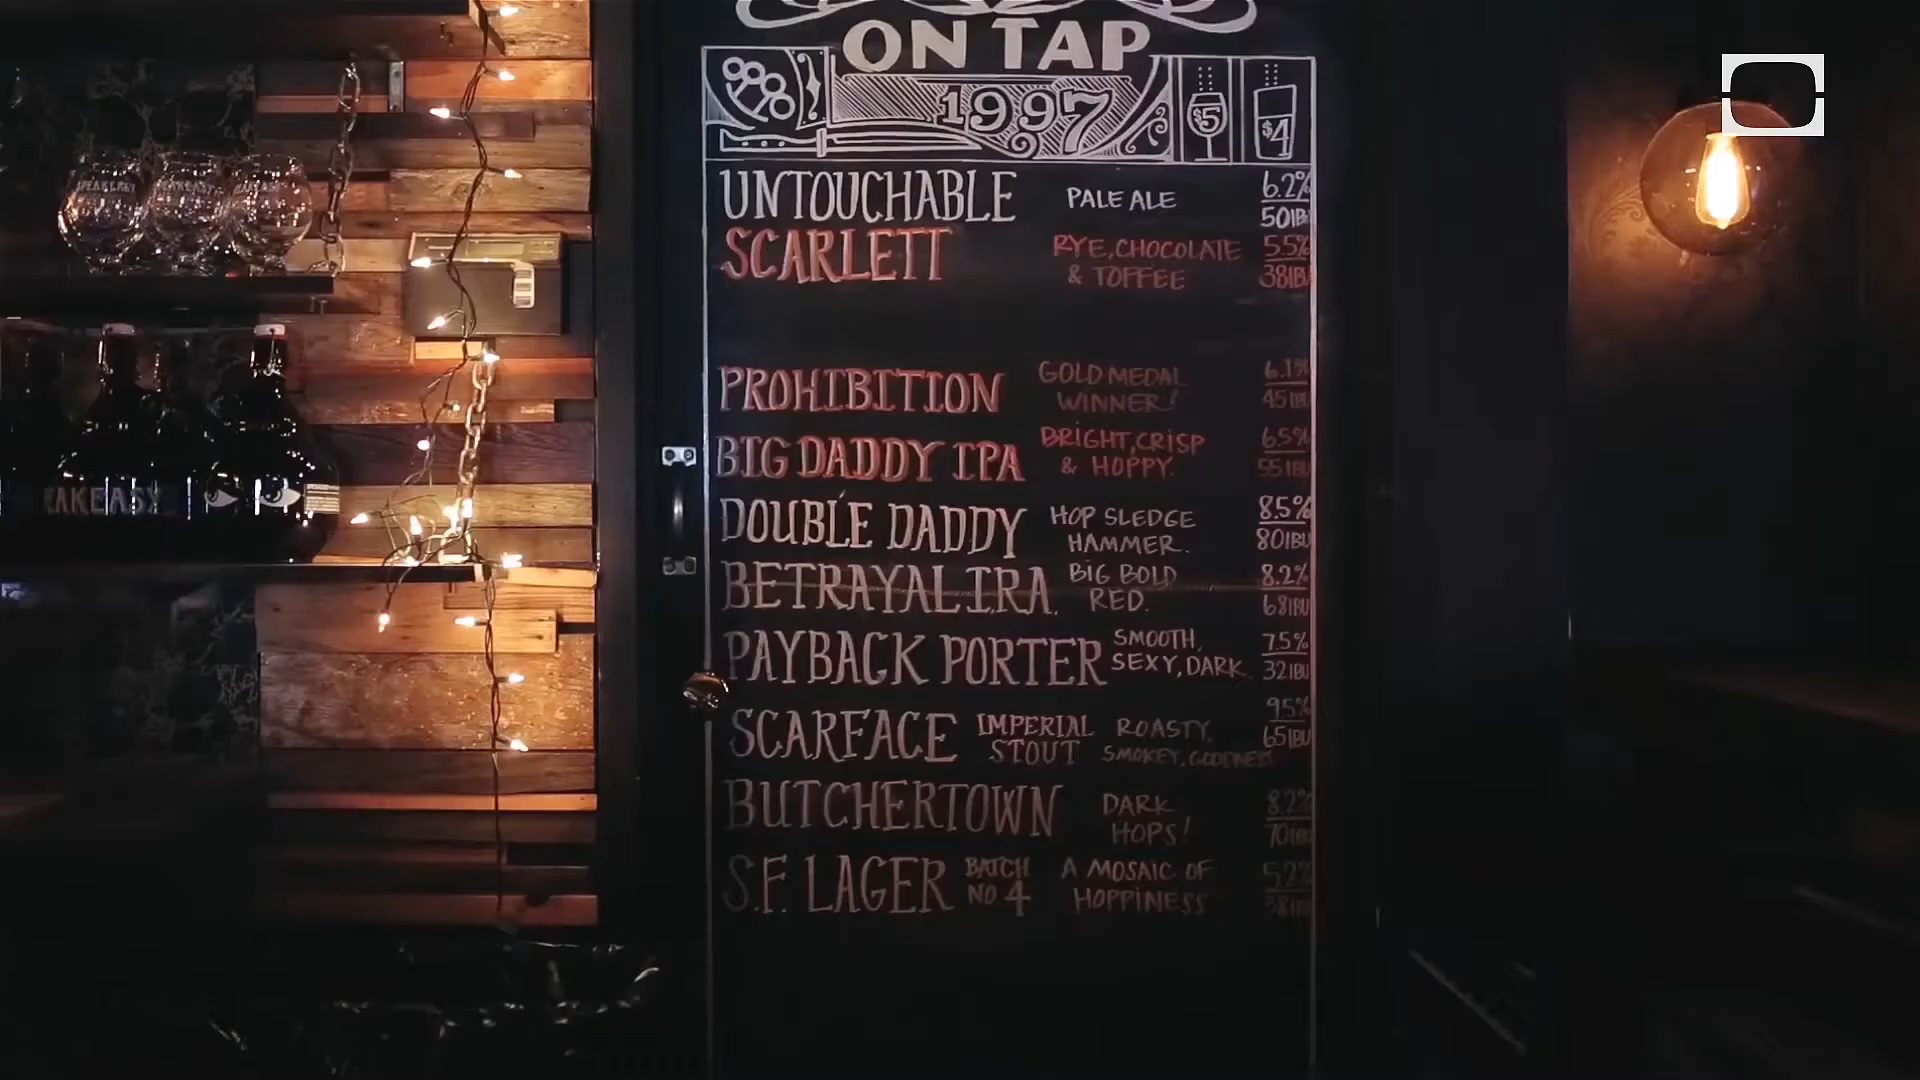 ON TAP
1997
$5
$4
UNTOUCHABLE PALE ALE 6.2% 50IBU
SCARLETT RYE, CHOCOLATE & TOFFEE 5.5% 38IBU
PROHIBITION GOLD MEDAL WINNER! 6.1% 45IBU
BIG DADDY IPA BRIGHT, CRISP & HOPPY. 6.5% 55IBU
DOUBLE DADDY HOP SLEDGE HAMMER. 8.5% 80IBU
BETRAYAL I.R.A. BIG BOLD RED. 8.2% 68IBU
PAYBACK PORTER SMOOTH, SEXY, DARK. 7.5% 32IBU
SCARFACE IMPERIAL STOUT ROASTY, SMOKEY, GOODNESS 9.5% 65IBU
BUTCHERTOWN DARK HOPS! 8.2% 70IBU
S.F. LAGER BATCH NO. 4 A MOSAIC OF HOPPINESS 5.2%